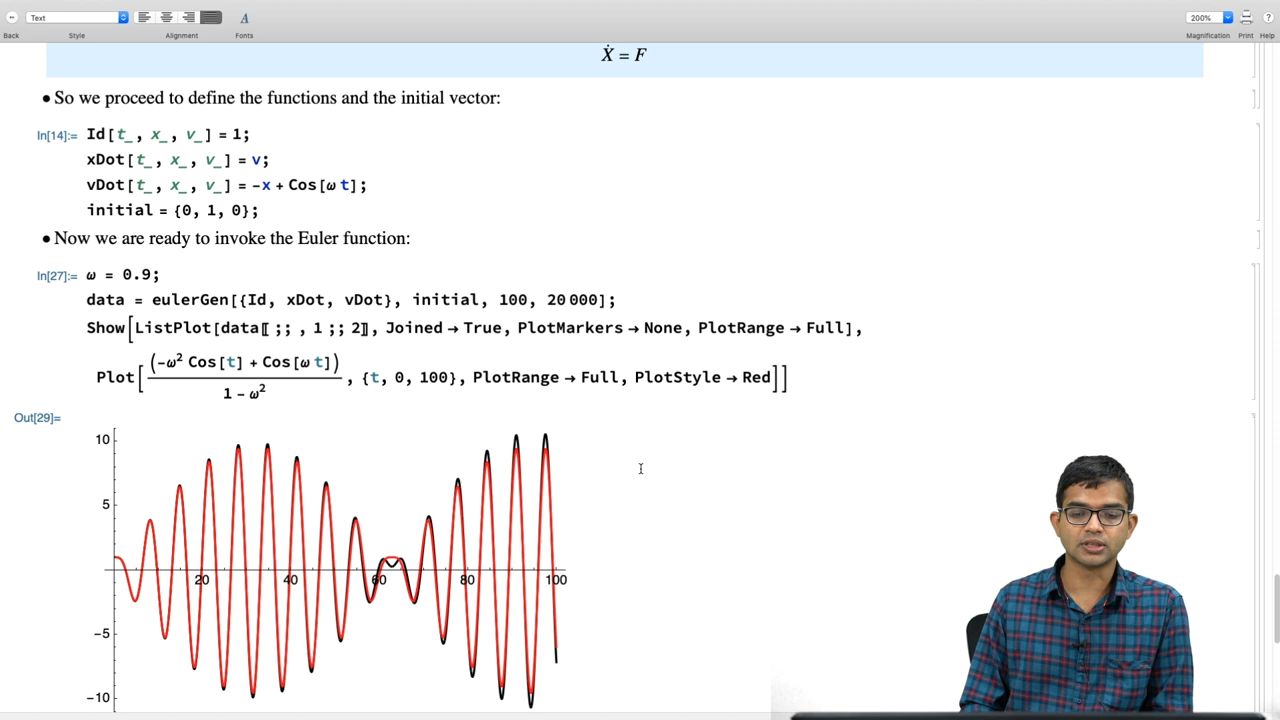 Text
200%
Back
Style
Alignment
Fonts
Magnification
Print
Help
Ẋ = F
• So we proceed to define the functions and the initial vector:
In[14]:= Id[t_, x_, v_] = 1;
xDot[t_, x_, v_] = v;
vDot[t_, x_, v_] = -x + Cos[ω t];
initial = {0, 1, 0};
• Now we are ready to invoke the Euler function:
In[27]:= ω = 0.9;
data = eulerGen[{Id, xDot, vDot}, initial, 100, 20 000];
Show[ListPlot[data〚 ;; , 1 ;; 2〛, Joined → True, PlotMarkers → None, PlotRange → Full],
Plot[(-ω² Cos[t] + Cos[ω t]) / (1 - ω²), {t, 0, 100}, PlotRange → Full, PlotStyle → Red]]
Out[29]=
10
5
20 40 60 80 100
-5
-10